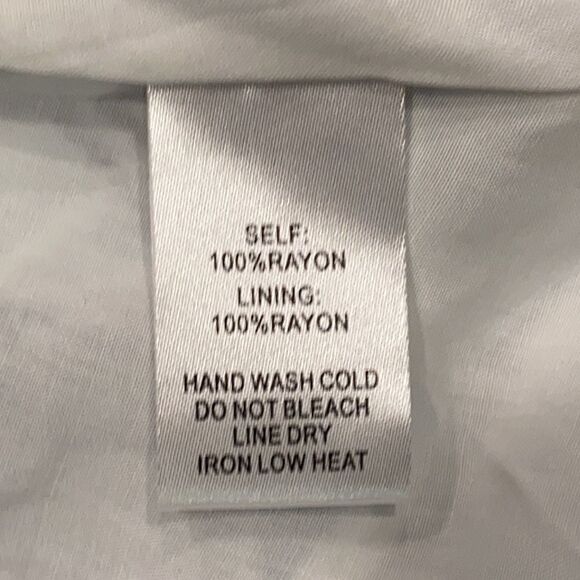 SELF:
100%RAYON
LINING:
100%RAYON
HAND WASH COLD
DO NOT BLEACH
LINE DRY
IRON LOW HEAT